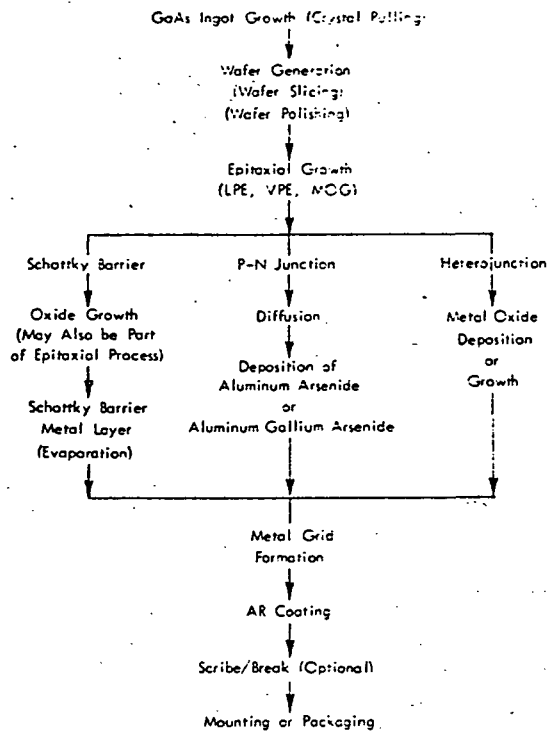 GaAs Ingot Growth (Crystal Pulling)
Wafer Generation
(Wafer Slicing)
(Wafer Polishing)
Epitaxial Growth
(LPE, VPE, MOG)
Schottky Barrier
P-N Junction
Heterojunction
Oxide Growth
(May Also be Part
of Epitaxial Process)
Schottky Barrier
Metal Layer
(Evaporation)
Diffusion
Deposition of
Aluminum Arsenide
or
Aluminum Gallium Arsenide
Metal Oxide
Deposition
or
Growth
Metal Grid
Formation
AR Coating
Scribe/Break (Optional)
Mounting or Packaging